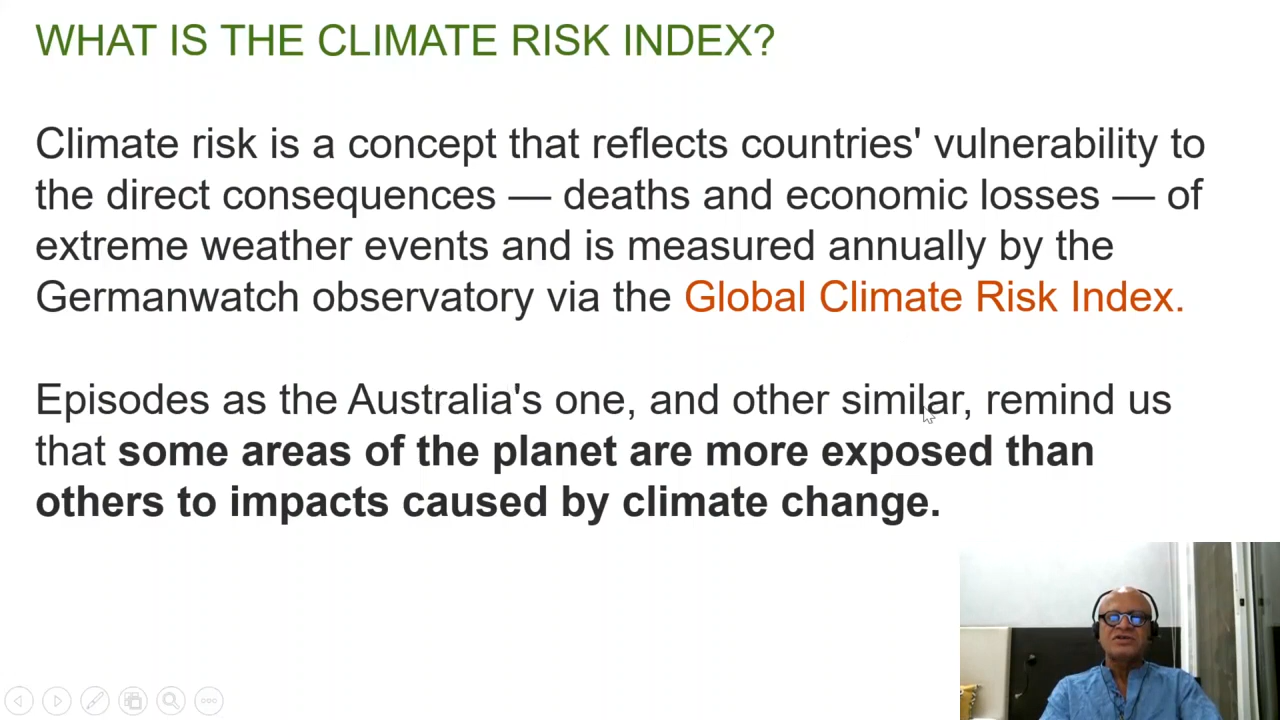 WHAT IS THE CLIMATE RISK INDEX?
Climate risk is a concept that reflects countries' vulnerability to
the direct consequences — deaths and economic losses — of
extreme weather events and is measured annually by the
Germanwatch observatory via the Global Climate Risk Index.
Episodes as the Australia's one, and other similar, remind us
that some areas of the planet are more exposed than
others to impacts caused by climate change.